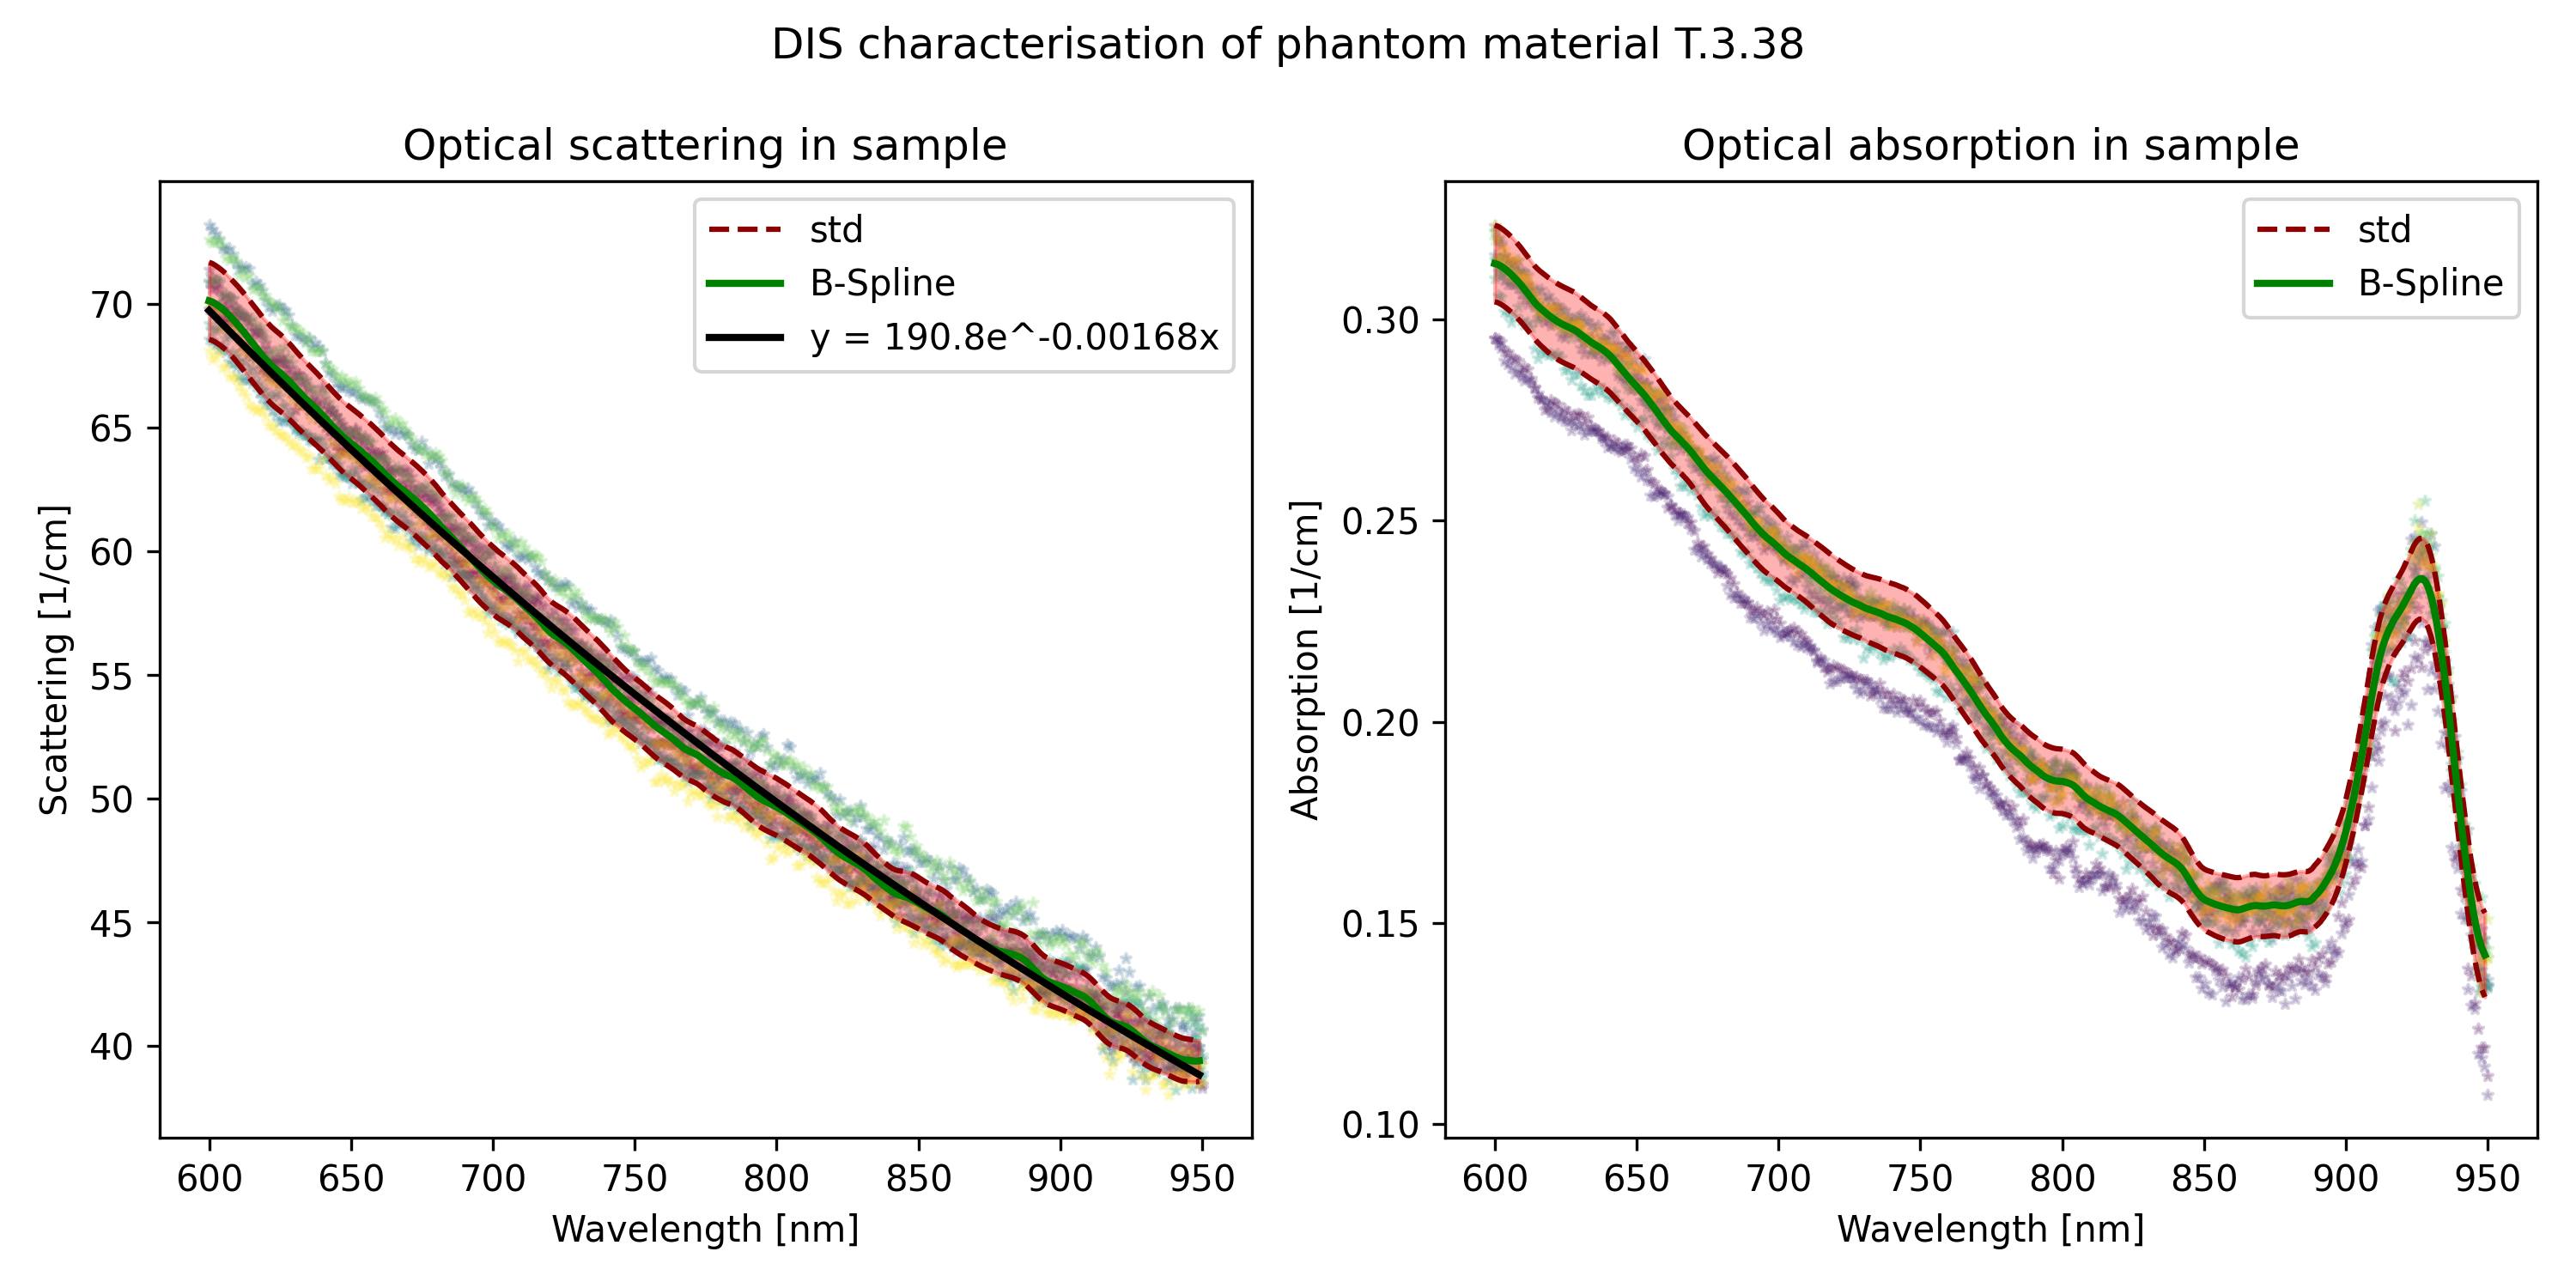 DIS characterisation of phantom material T.3.38
Optical scattering in sample
std
B-Spline
y = 190.8e^-0.00168x
Scattering [1/cm]
70
65
60
55
50
45
40
600 650 700 750 800 850 900 950
Wavelength [nm]
Optical absorption in sample
std
B-Spline
Absorption [1/cm]
0.30
0.25
0.20
0.15
0.10
600 650 700 750 800 850 900 950
Wavelength [nm]